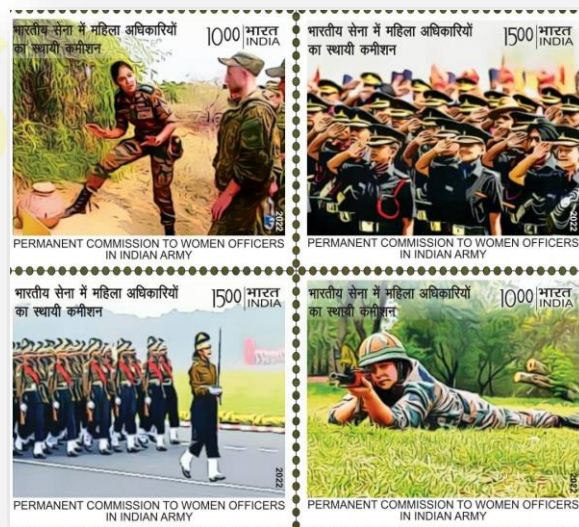 भारतीय सेना में महिला अधिकारियों
का स्थायी कमीशन
1000 भारत
INDIA
2022
PERMANENT COMMISSION TO WOMEN OFFICERS
IN INDIAN ARMY
भारतीय सेना में महिला अधिकारियों
का स्थायी कमीशन
1500 भारत
INDIA
2022
PERMANENT COMMISSION TO WOMEN OFFICERS
IN INDIAN ARMY
भारतीय सेना में महिला अधिकारियों
का स्थायी कमीशन
1500 भारत
INDIA
2022
PERMANENT COMMISSION TO WOMEN OFFICERS
IN INDIAN ARMY
भारतीय सेना में महिला अधिकारियों
का स्थायी कमीशन
1000 भारत
INDIA
2022
PERMANENT COMMISSION TO WOMEN OFFICERS
IN INDIAN ARMY